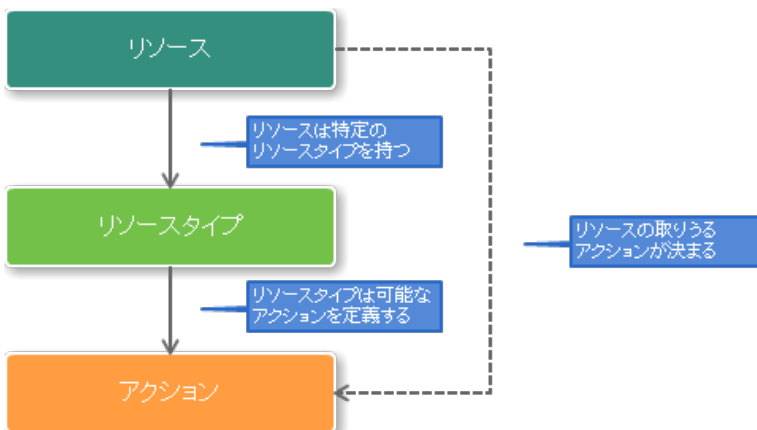 リソース
リソースは特定の
リソースタイプを持つ
リソースタイプ
リソースの取りうる
アクションが決まる
リソースタイプは可能な
アクションを定義する
アクション